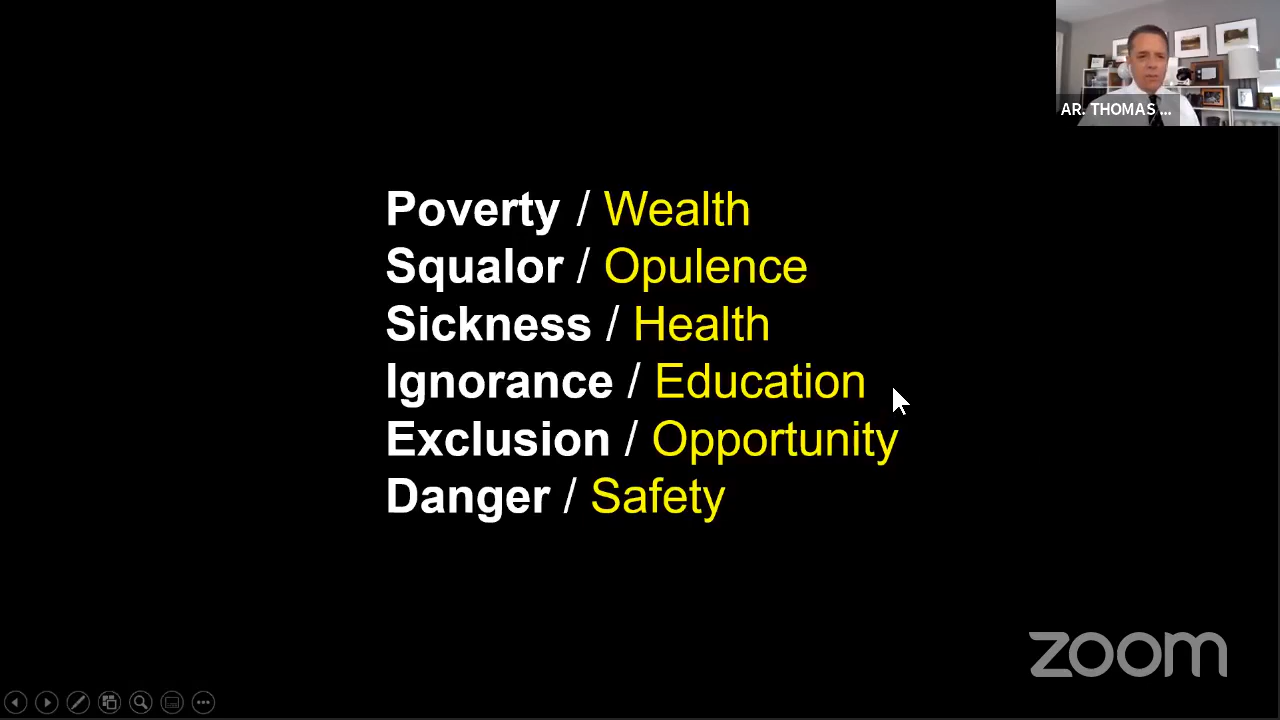 AR. THOMAS ...
Poverty / Wealth
Squalor / Opulence
Sickness / Health
Ignorance / Education
Exclusion / Opportunity
Danger / Safety
zoom